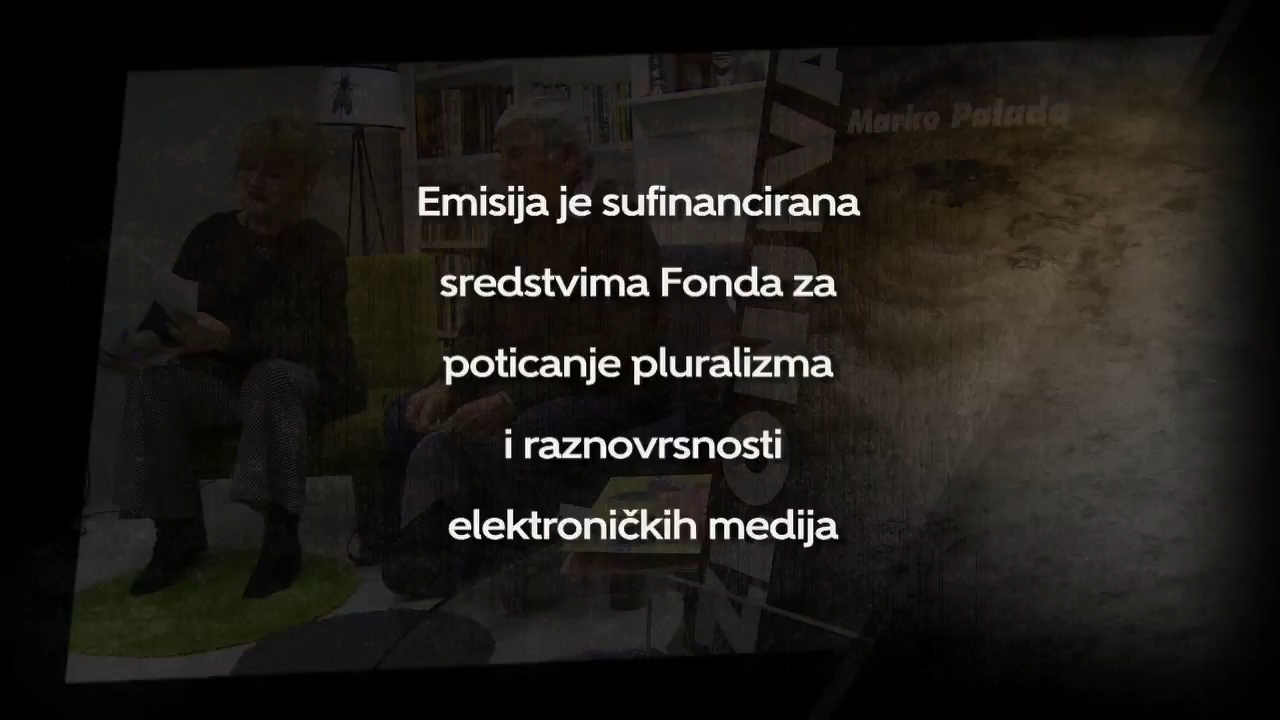 Marko Palada
Emisija je sufinancirana
sredstvima Fonda za
poticanje pluralizma
i raznovrsnosti
elektroničkih medija